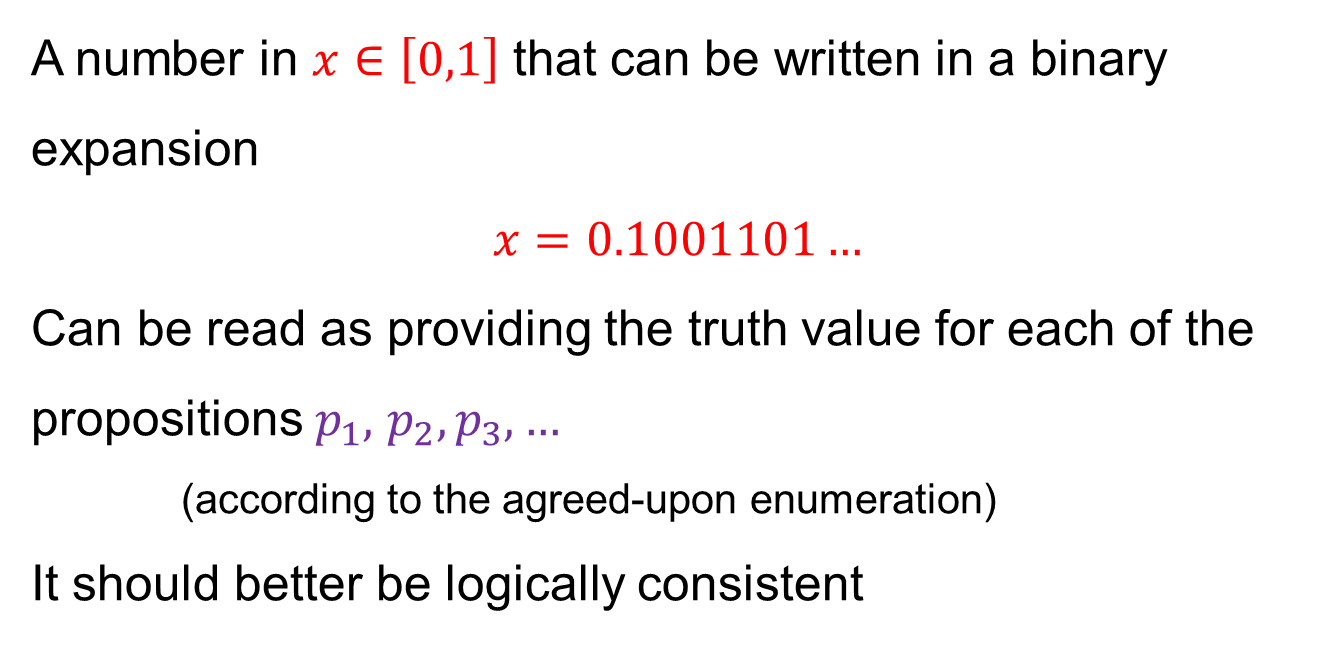 A number in x ∈ [0,1] that can be written in a binary
expansion
x = 0.1001101 ...
Can be read as providing the truth value for each of the
propositions p₁, p₂, p₃, ...
(according to the agreed-upon enumeration)
It should better be logically consistent